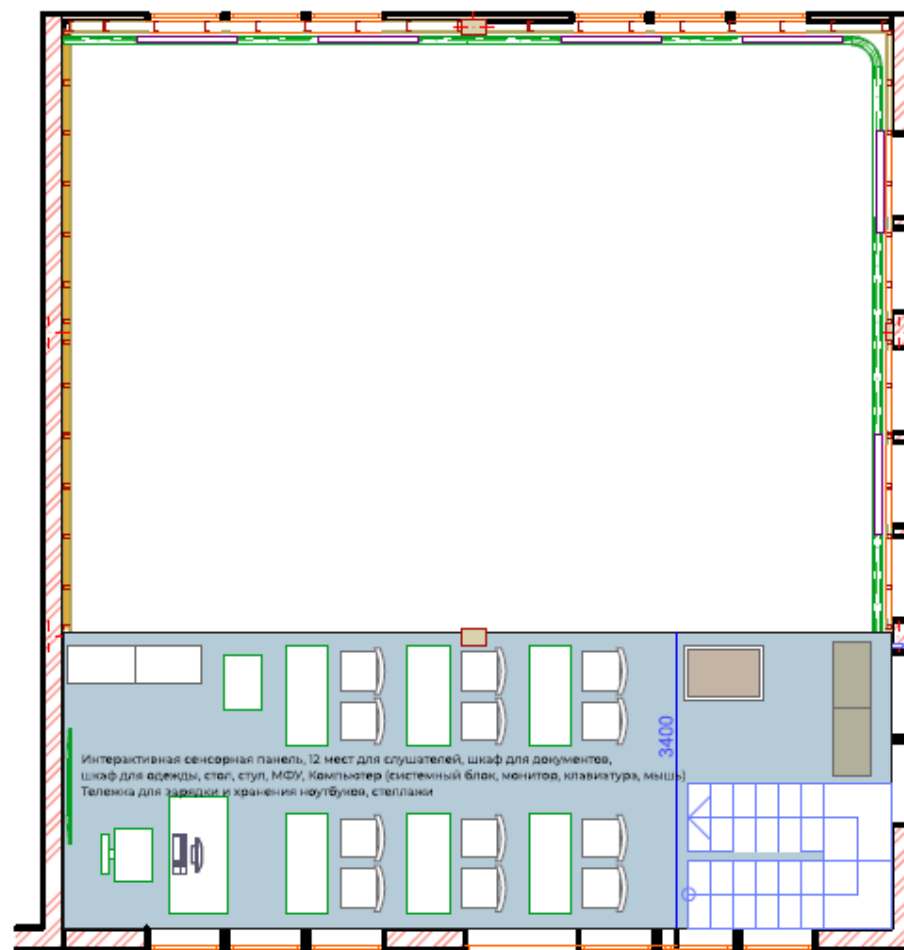 3400
Интерактивная сенсорная панель, 12 мест для слушателей, шкаф для документов,
шкаф для одежды, стол, стул, МФУ, Компьютер (системный блок, монитор, клавиатура, мышь)
Тележка для зарядки и хранения ноутбуков, стеллажи